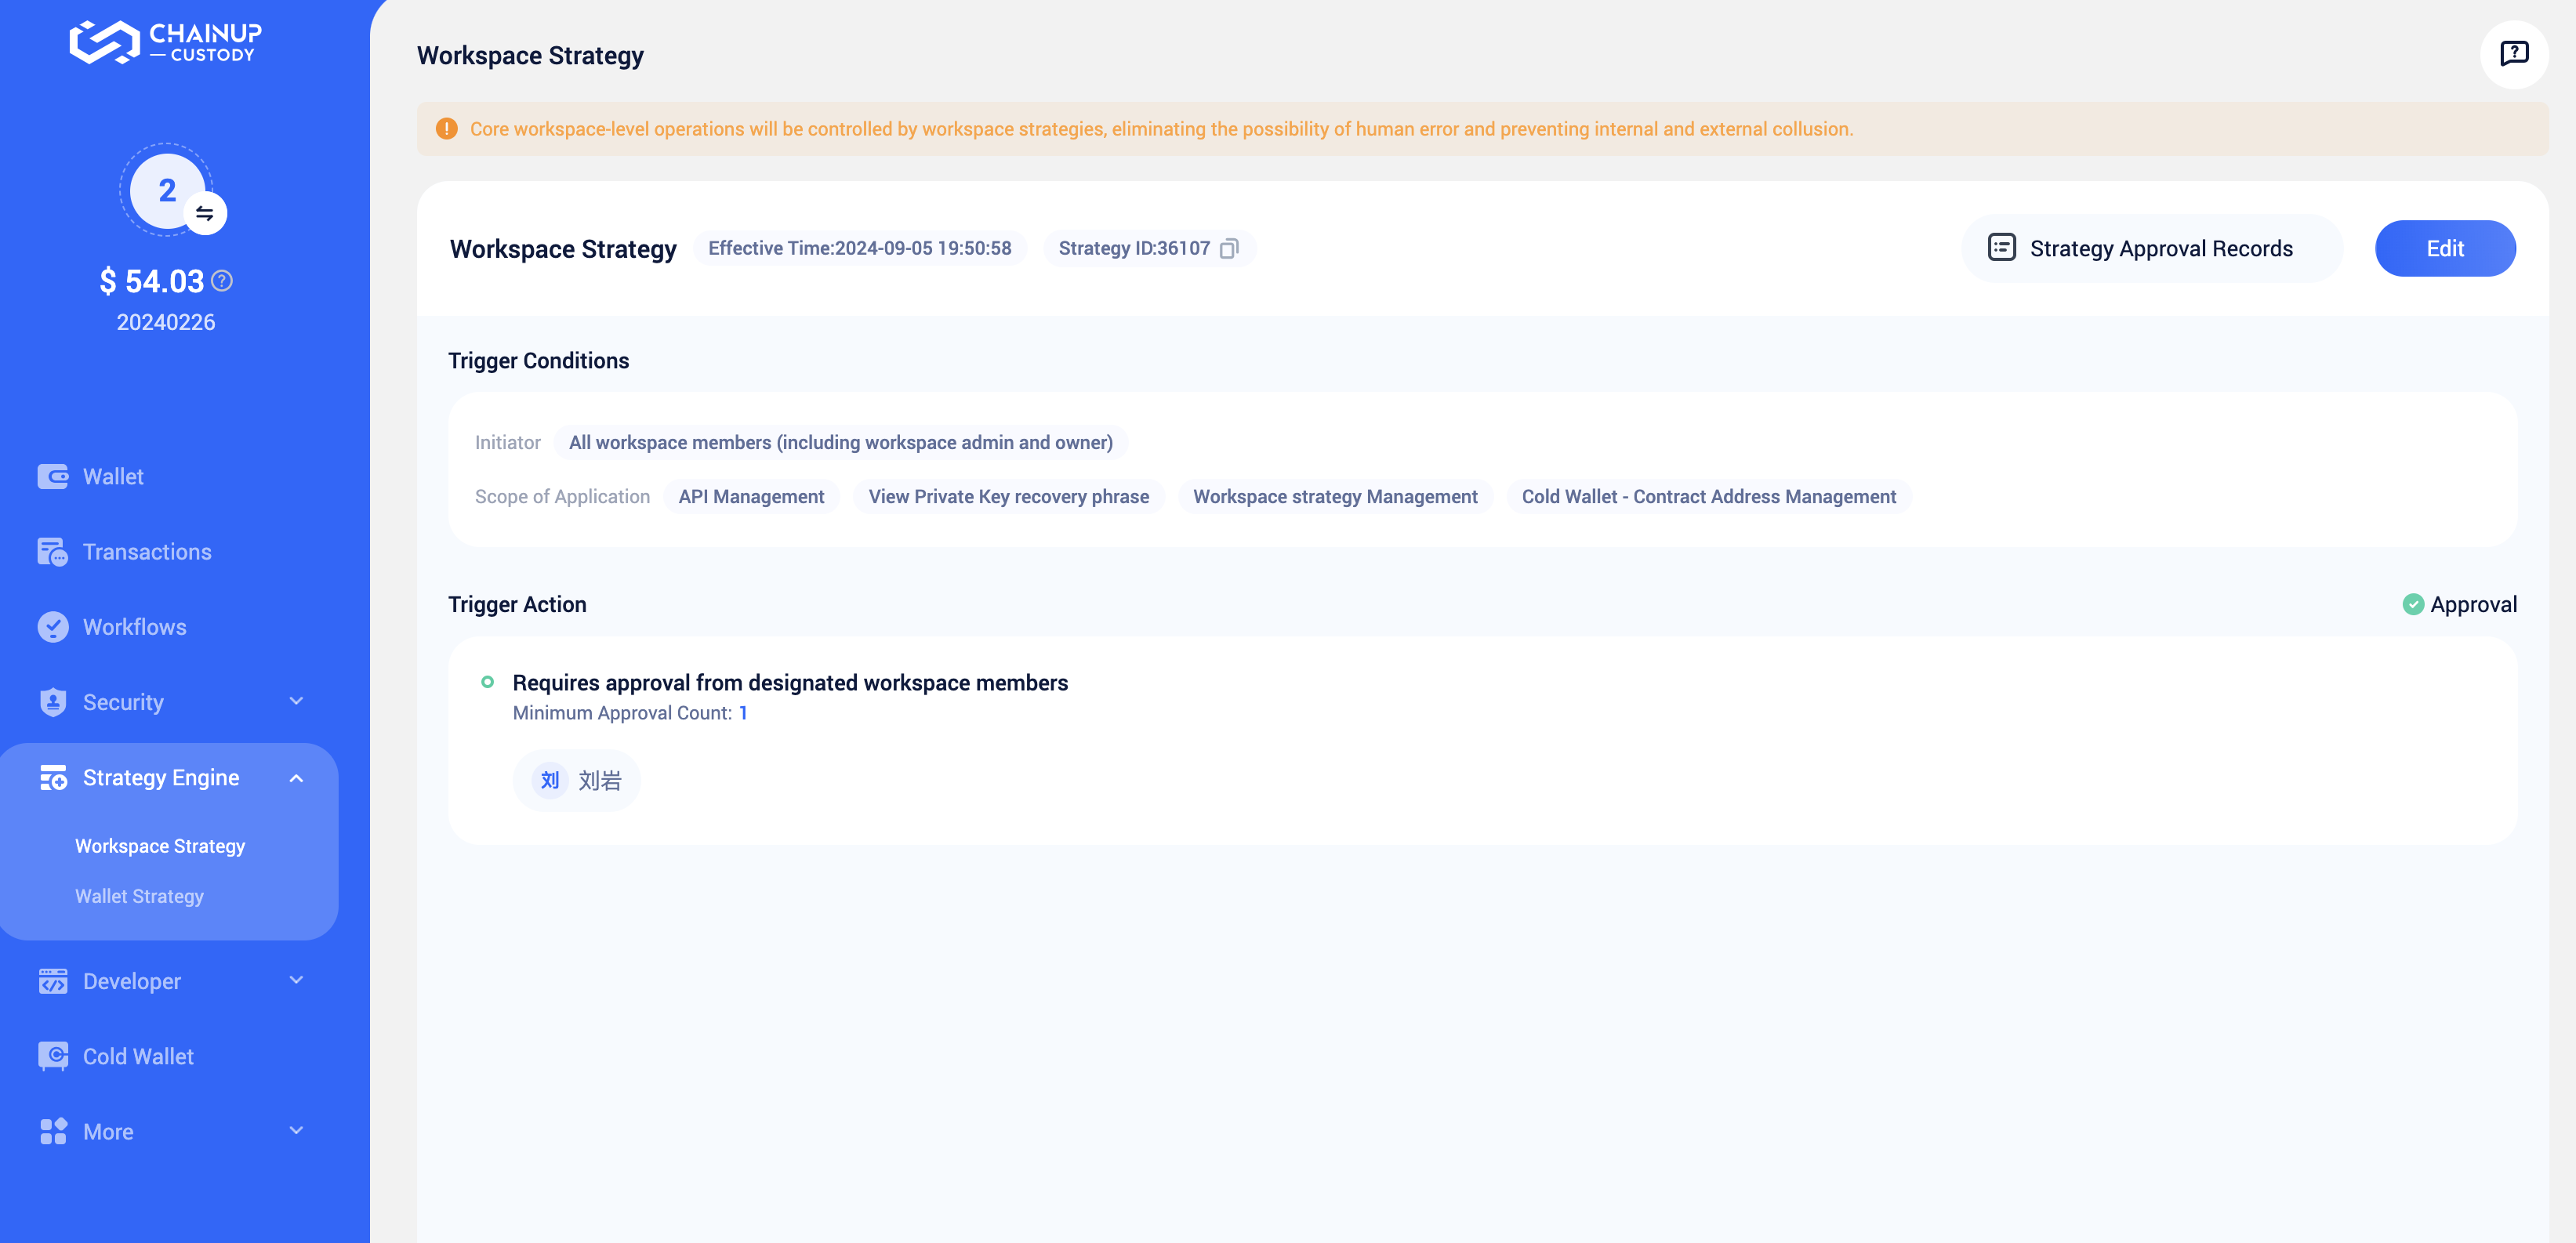 CHAINUP
CUSTODY
2
$ 54.03
20240226
Wallet
Transactions
Workflows
Security
Strategy Engine
Workspace Strategy
Wallet Strategy
Developer
Cold Wallet
More
Workspace Strategy
Core workspace-level operations will be controlled by workspace strategies, eliminating the possibility of human error and preventing internal and external collusion.
Workspace Strategy Effective Time:2024-09-05 19:50:58 Strategy ID:36107 Strategy Approval Records Edit
Trigger Conditions
Initiator All workspace members (including workspace admin and owner)
Scope of Application API Management View Private Key recovery phrase Workspace strategy Management Cold Wallet - Contract Address Management
Trigger Action Approval
Requires approval from designated workspace members
Minimum Approval Count: 1
刘 刘岩